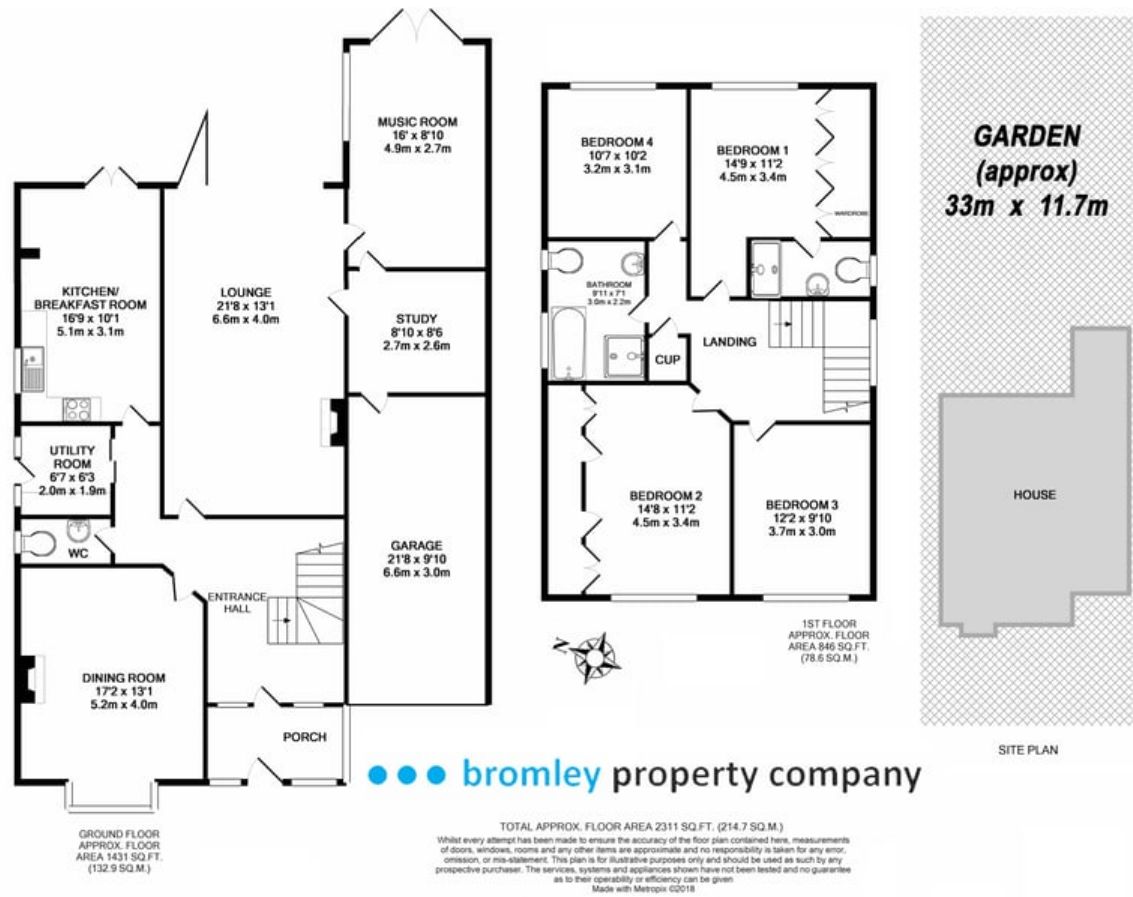 MUSIC ROOM
16' x 8'10
4.9m x 2.7m
KITCHEN/
BREAKFAST ROOM
16'9 x 10'1
5.1m x 3.1m
LOUNGE
21'8 x 13'1
6.6m x 4.0m
STUDY
8'10 x 8'6
2.7m x 2.6m
UTILITY
ROOM
6'7 x 6'3
2.0m x 1.9m
WC
GARAGE
21'8 x 9'10
6.6m x 3.0m
ENTRANCE
HALL
DINING ROOM
17'2 x 13'1
5.2m x 4.0m
PORCH
GROUND FLOOR
APPROX. FLOOR
AREA 1431 SQ.FT.
(132.9 SQ.M.)
BEDROOM 4
10'7 x 10'2
3.2m x 3.1m
BEDROOM 1
14'9 x 11'2
4.5m x 3.4m
WARDROBE
BATHROOM
9'11 x 7'1
3.0m x 2.2m
CUP
LANDING
BEDROOM 2
14'8 x 11'2
4.5m x 3.4m
BEDROOM 3
12'2 x 9'10
3.7m x 3.0m
1ST FLOOR
APPROX. FLOOR
AREA 846 SQ.FT.
(78.6 SQ.M.)
N
GARDEN
(approx)
33m x 11.7m
HOUSE
SITE PLAN
bromley property company
TOTAL APPROX. FLOOR AREA 2311 SQ.FT. (214.7 SQ.M.)
Whilst every attempt has been made to ensure the accuracy of the floor plan contained here, measurements
of doors, windows, rooms and any other items are approximate and no responsibility is taken for any error,
omission, or mis-statement. This plan is for illustrative purposes only and should be used as such by any
prospective purchaser. The services, systems and appliances shown have not been tested and no guarantee
as to their operability or efficiency can be given
Made with Metropix ©2018